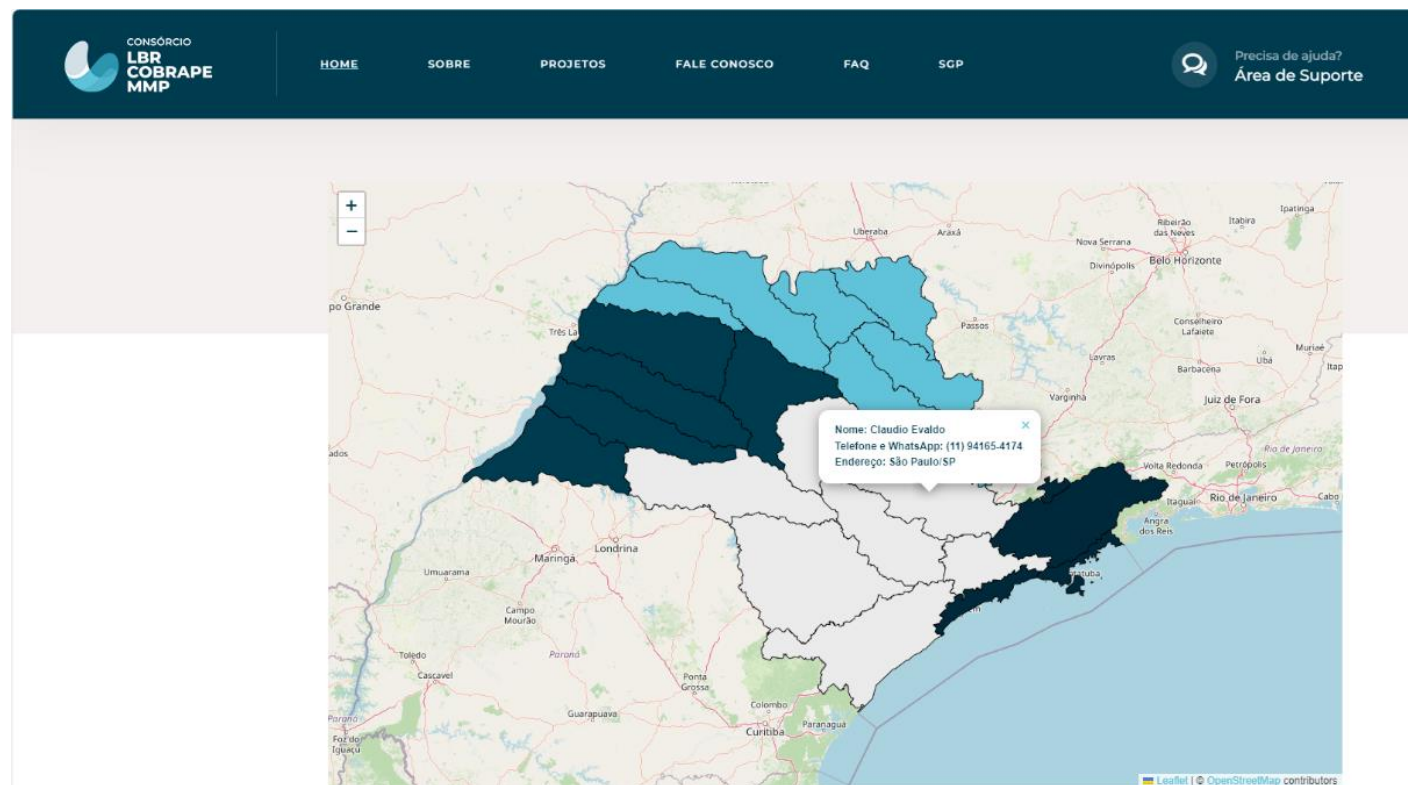 CONSÓRCIO
LBR
COBRAPE
MMP
HOME
SOBRE
PROJETOS
FALE CONOSCO
FAQ
SGP
Precisa de ajuda?
Área de Suporte
+
−
Uberaba
Araxá
Ribeirão
das Neves
Itabira
Ipatinga
Nova Serrana
Divinópolis
Belo Horizonte
po Grande
Três La
Passos
Conselheiro
Lafaiete
Lavras
Barbacena
Ubá
Muriaé
Itap
Varginha
Juiz de Fora
Nome: Claudio Evaldo
×
Telefone e WhatsApp: (11) 94165-4174
Endereço: São Paulo/SP
ados
Rio de Janeiro
Volta Redonda
Petrópolis
Itaguaí
Rio de Janeiro
Cabo
Angra
dos Reis
Maringá
Londrina
Umuarama
Campo
Mourão
Toledo
Paraná
Cascavel
Ponta
Grossa
Guarapuava
Colombo
Paranaguá
Curitiba
Paraná
Foz do
Iguaçu
Leaflet | © OpenStreetMap contributors